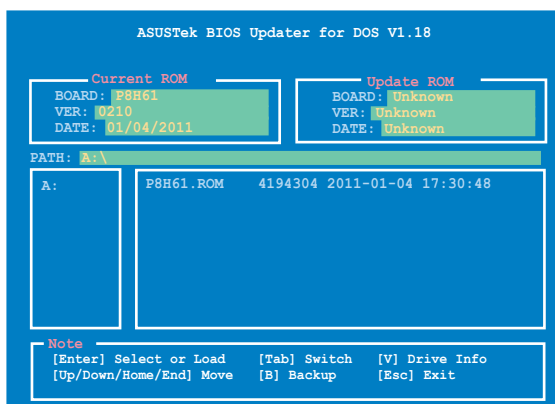 ASUSTek BIOS Updater for DOS V1.18
Current ROM
BOARD: P8H61
VER: 0210
DATE: 01/04/2011
Update ROM
BOARD: Unknown
VER: Unknown
DATE: Unknown
PATH: A:\
A:
P8H61.ROM 4194304 2011-01-04 17:30:48
Note
[Enter] Select or Load [Tab] Switch [V] Drive Info
[Up/Down/Home/End] Move [B] Backup [Esc] Exit